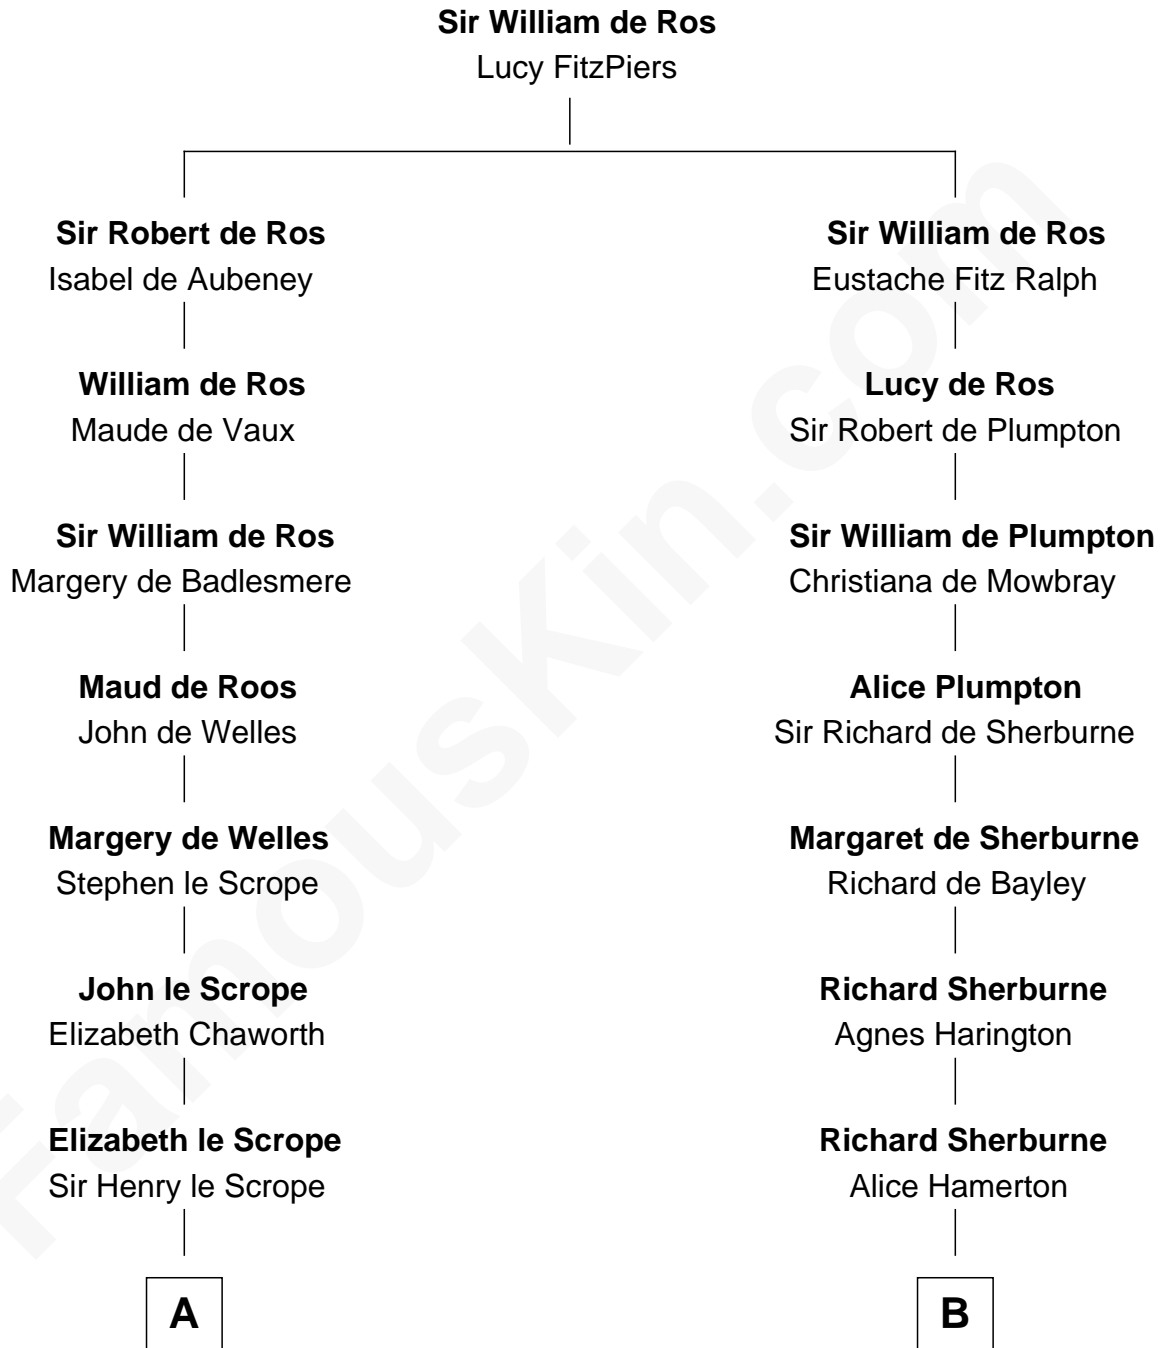 Sir William de Ros
Lucy FitzPiers
Sir Robert de Ros
Isabel de Aubeney
Sir William de Ros
Eustache Fitz Ralph
William de Ros
Maude de Vaux
Lucy de Ros
Sir Robert de Plumpton
Sir William de Ros
Margery de Badlesmere
Sir William de Plumpton
Christiana de Mowbray
Maud de Roos
John de Welles
Alice Plumpton
Sir Richard de Sherburne
Margery de Welles
Stephen le Scrope
Margaret de Sherburne
Richard de Bayley
John le Scrope
Elizabeth Chaworth
Richard Sherburne
Agnes Harington
Elizabeth le Scrope
Sir Henry le Scrope
Richard Sherburne
Alice Hamerton
A
B
FamousKin.com